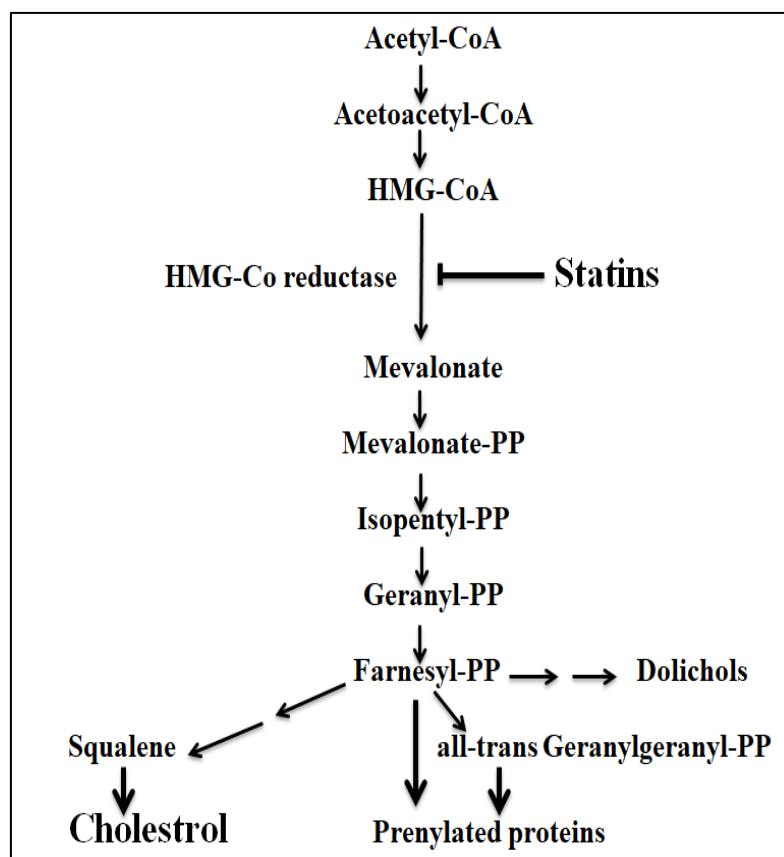 Acetyl-CoA
Acetoacetyl-CoA
HMG-CoA
HMG-Co reductase
Statins
Mevalonate
Mevalonate-PP
Isopentyl-PP
Geranyl-PP
Farnesyl-PP
Dolichols
Squalene
all-trans Geranylgeranyl-PP
Cholestrol
Prenylated proteins